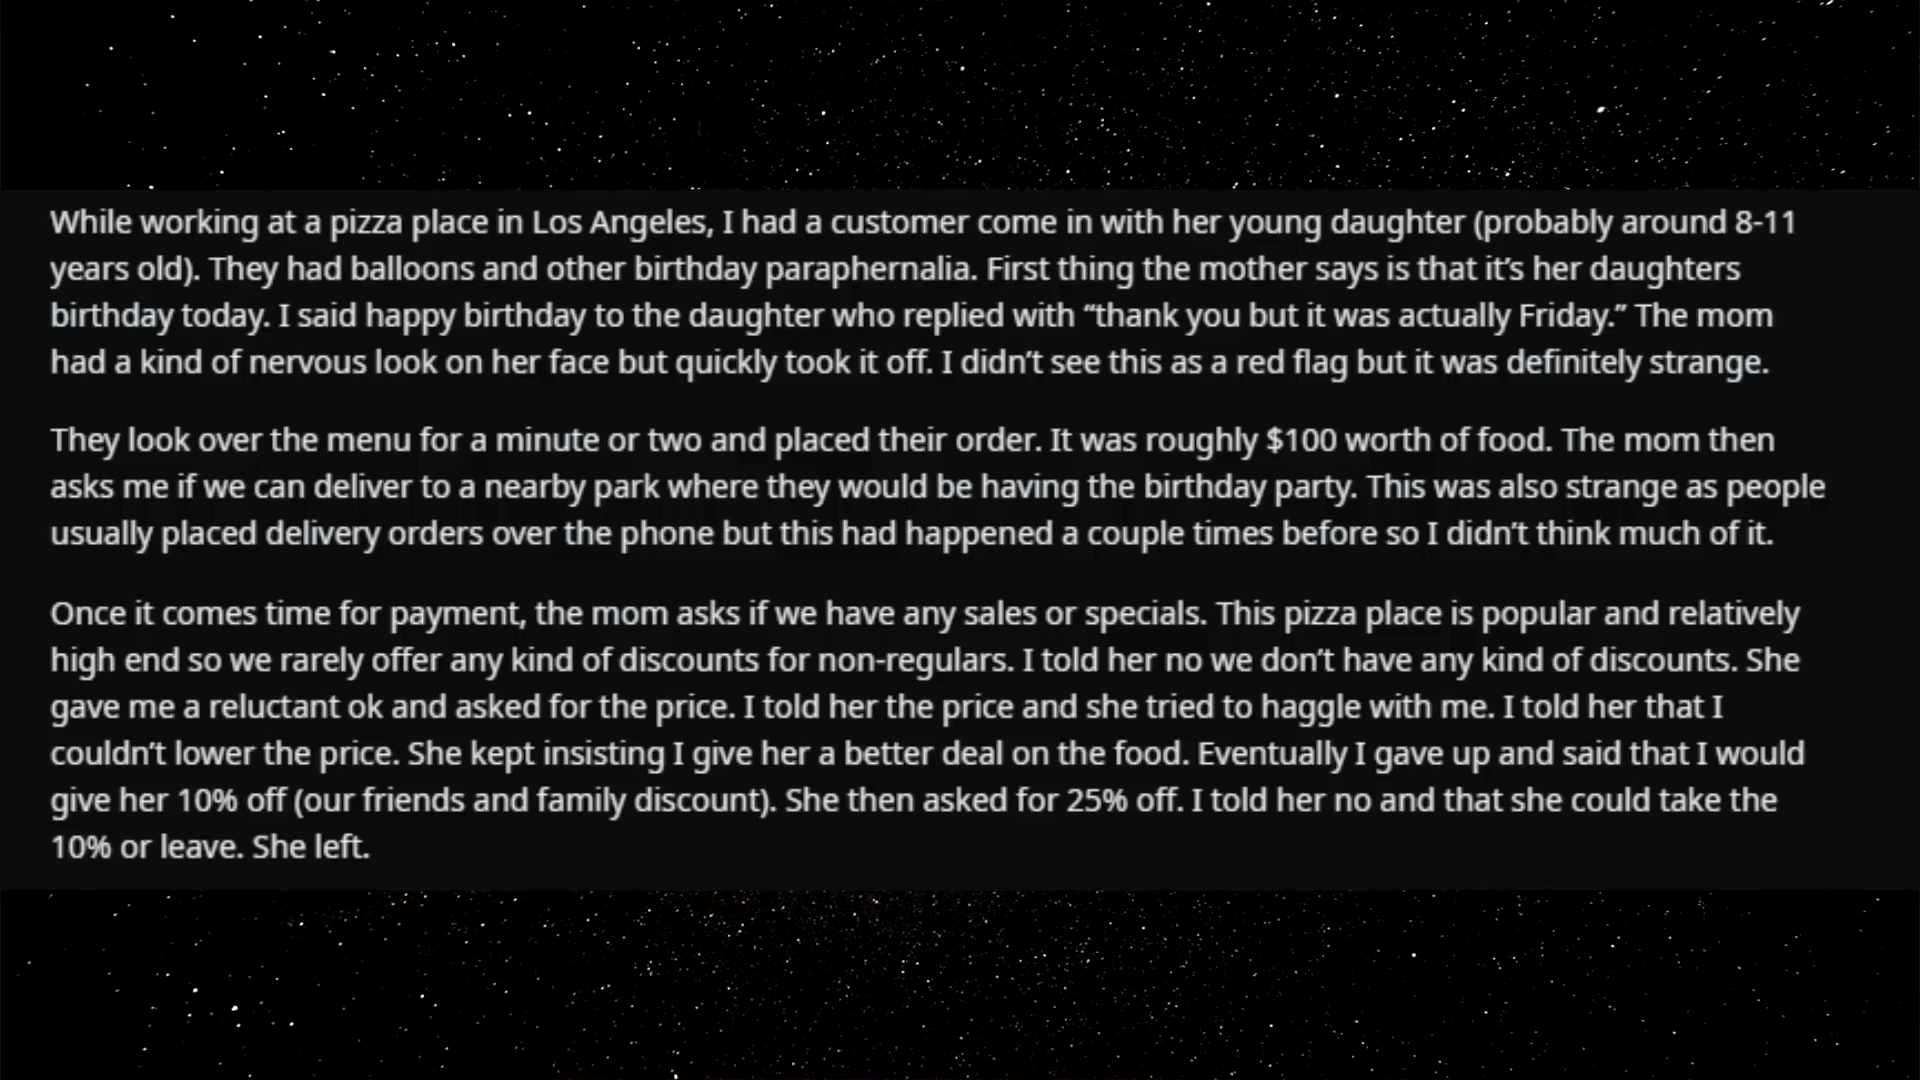 While working at a pizza place in Los Angeles, I had a customer come in with her young daughter (probably around 8-11
years old). They had balloons and other birthday paraphernalia. First thing the mother says is that it’s her daughters
birthday today. I said happy birthday to the daughter who replied with “thank you but it was actually Friday.” The mom
had a kind of nervous look on her face but quickly took it off. I didn’t see this as a red flag but it was definitely strange.
They look over the menu for a minute or two and placed their order. It was roughly $100 worth of food. The mom then
asks me if we can deliver to a nearby park where they would be having the birthday party. This was also strange as people
usually placed delivery orders over the phone but this had happened a couple times before so I didn’t think much of it.
Once it comes time for payment, the mom asks if we have any sales or specials. This pizza place is popular and relatively
high end so we rarely offer any kind of discounts for non-regulars. I told her no we don’t have any kind of discounts. She
gave me a reluctant ok and asked for the price. I told her the price and she tried to haggle with me. I told her that I
couldn’t lower the price. She kept insisting I give her a better deal on the food. Eventually I gave up and said that I would
give her 10% off (our friends and family discount). She then asked for 25% off. I told her no and that she could take the
10% or leave. She left.